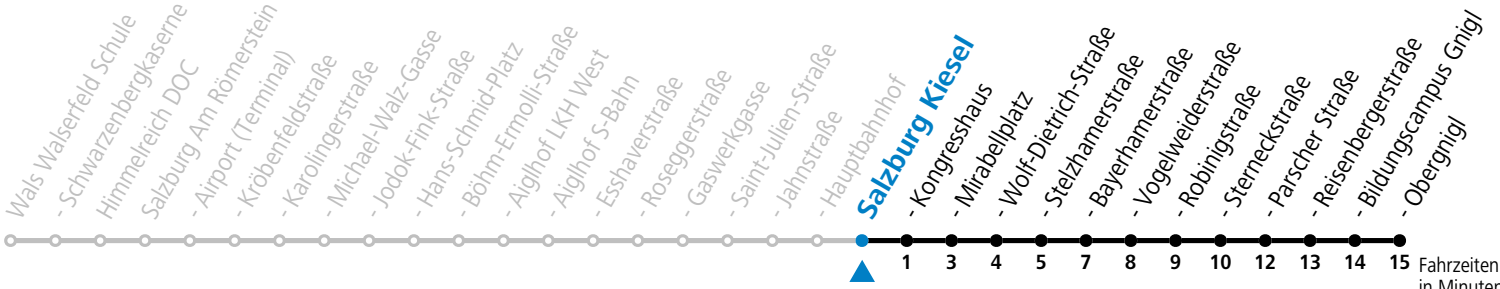 Wals Walserfeld Schule
- Schwarzenbergkaserne
Himmelreich DOC
Salzburg Am Römerstein
- Airport (Terminal)
- Kröbenfeldstraße
- Karolingerstraße
- Michael-Walz-Gasse
- Jodok-Fink-Straße
- Hans-Schmid-Platz
- Böhm-Ermolli-Straße
- Aiglhof LKH West
- Aiglhof S-Bahn
- Esshaverstraße
- Roseggerstraße
- Gaswerkgasse
- Saint-Julien-Straße
- Jahnstraße
- Hauptbahnhof
Salzburg Kiesel
- Kongresshaus
- Mirabellplatz
- Wolf-Dietrich-Straße
- Stelzhamerstraße
- Bayerhamerstraße
- Vogelweiderstraße
- Robinigstraße
- Sterneckstraße
- Parscher Straße
- Reisenbergerstraße
- Bildungscampus Gnigl
- Obergnigl
1 3 4 5 7 8 9 10 12 13 14 15 Fahrzeiten
in Minuten